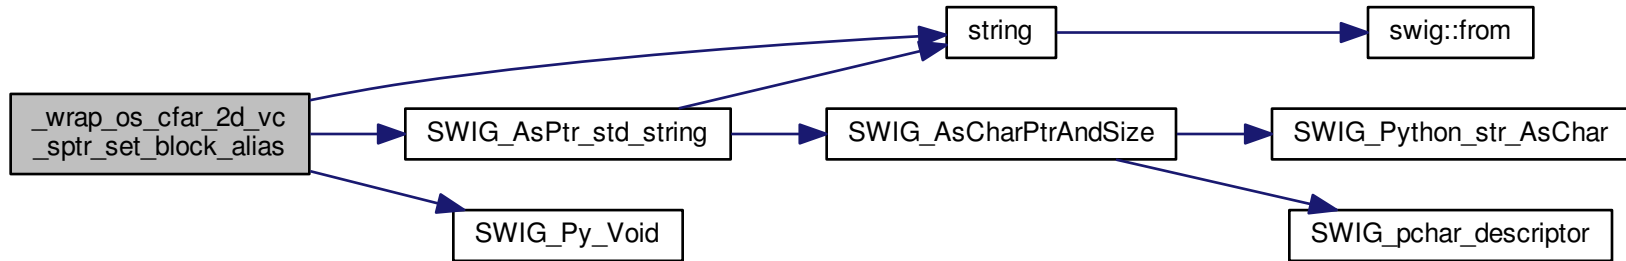 _wrap_os_cfar_2d_vc
_sptr_set_block_alias
string
swig::from
SWIG_AsPtr_std_string
SWIG_AsCharPtrAndSize
SWIG_Python_str_AsChar
SWIG_Py_Void
SWIG_pchar_descriptor